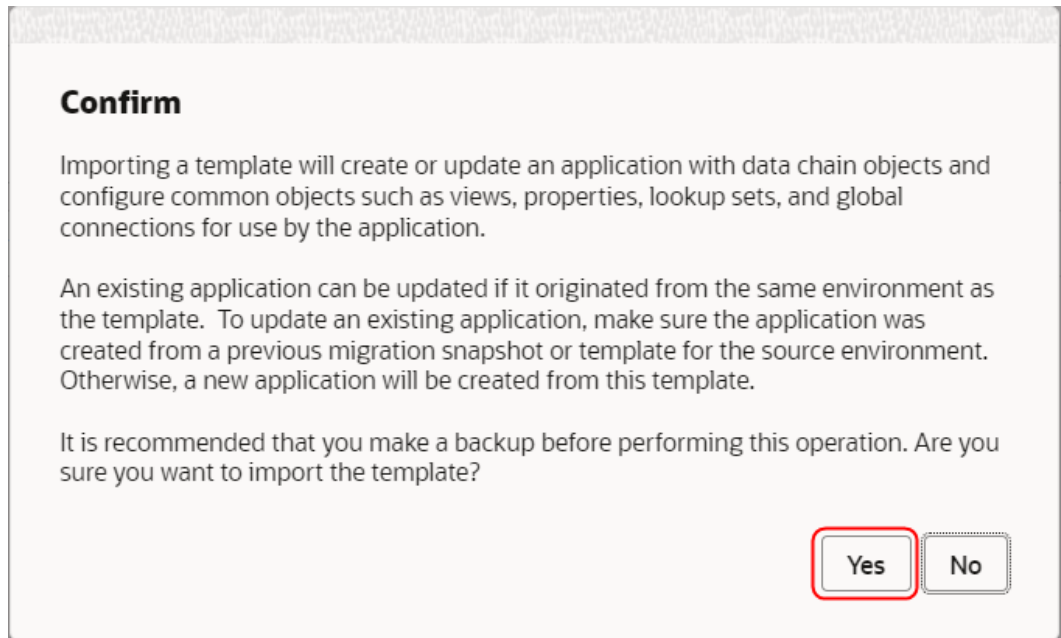 Confirm
Importing a template will create or update an application with data chain objects and
configure common objects such as views, properties, lookup sets, and global
connections for use by the application.
An existing application can be updated if it originated from the same environment as
the template.  To update an existing application, make sure the application was
created from a previous migration snapshot or template for the source environment.
Otherwise, a new application will be created from this template.
It is recommended that you make a backup before performing this operation. Are you
sure you want to import the template?
Yes No